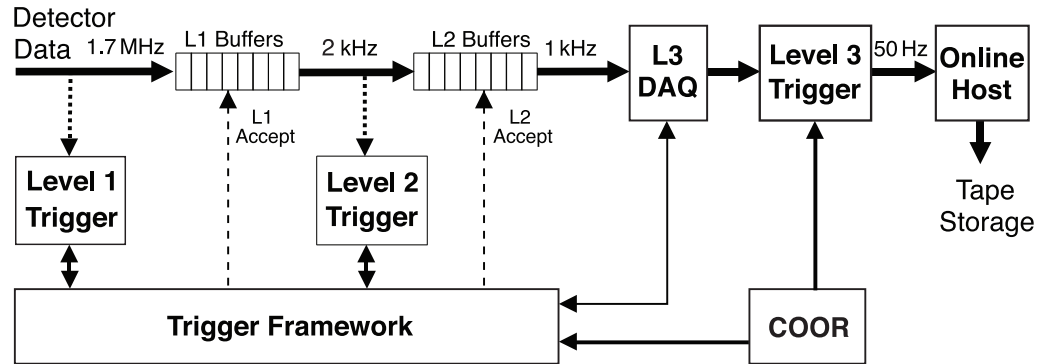 Detector
Data
1.7 MHz
L1 Buffers
2 kHz
L2 Buffers
1 kHz
L3
DAQ
Level 3
Trigger
50 Hz
Online
Host
L1
Accept
L2
Accept
Level 1
Trigger
Level 2
Trigger
Tape
Storage
Trigger Framework
COOR